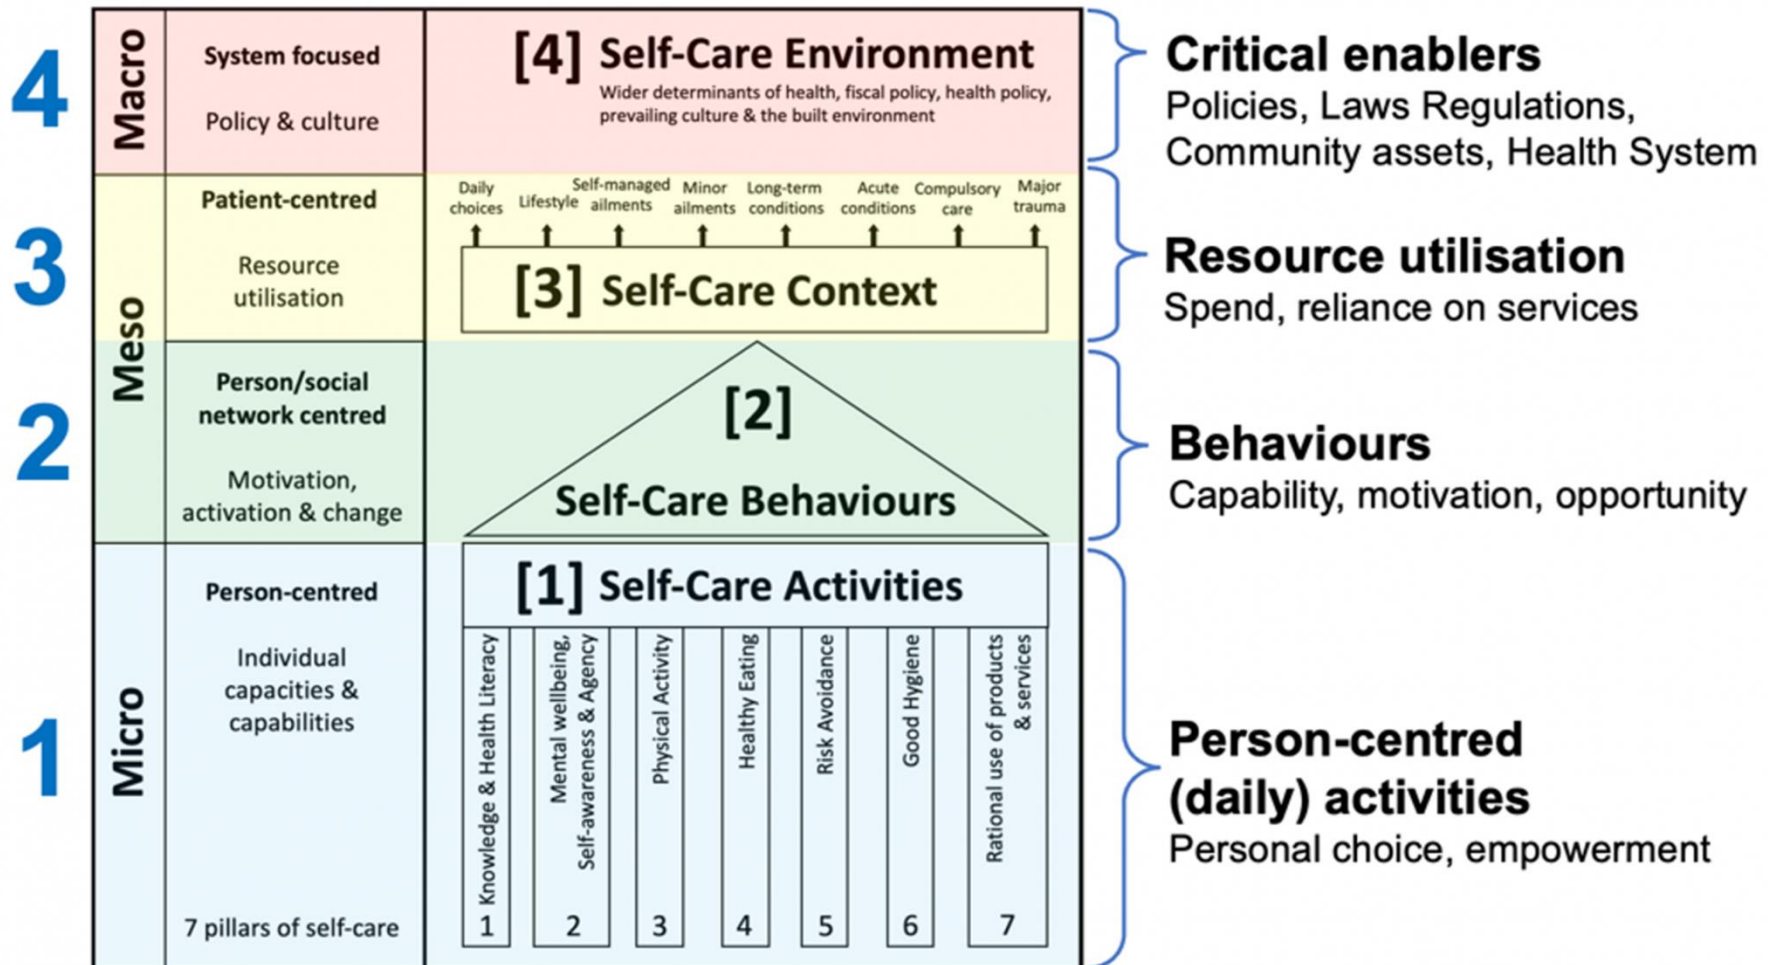 4
Macro
System focused
Policy & culture
[4] Self-Care Environment
Wider determinants of health, fiscal policy, health policy,
prevailing culture & the built environment
Critical enablers
Policies, Laws Regulations,
Community assets, Health System
3
Meso
Patient-centred
Resource
utilisation
Daily
choices
Lifestyle
Self-managed
ailments
Minor
ailments
Long-term
conditions
Acute
conditions
Compulsory
care
Major
trauma
[3] Self-Care Context
Resource utilisation
Spend, reliance on services
2
Person/social
network centred
Motivation,
activation & change
[2]
Self-Care Behaviours
Behaviours
Capability, motivation, opportunity
1
Micro
Person-centred
Individual
capacities &
capabilities
7 pillars of self-care
[1] Self-Care Activities
Knowledge & Health Literacy
1
Mental wellbeing,
Self-awareness & Agency
2
Physical Activity
3
Healthy Eating
4
Risk Avoidance
5
Good Hygiene
6
Rational use of products
& services
7
Person-centred
(daily) activities
Personal choice, empowerment